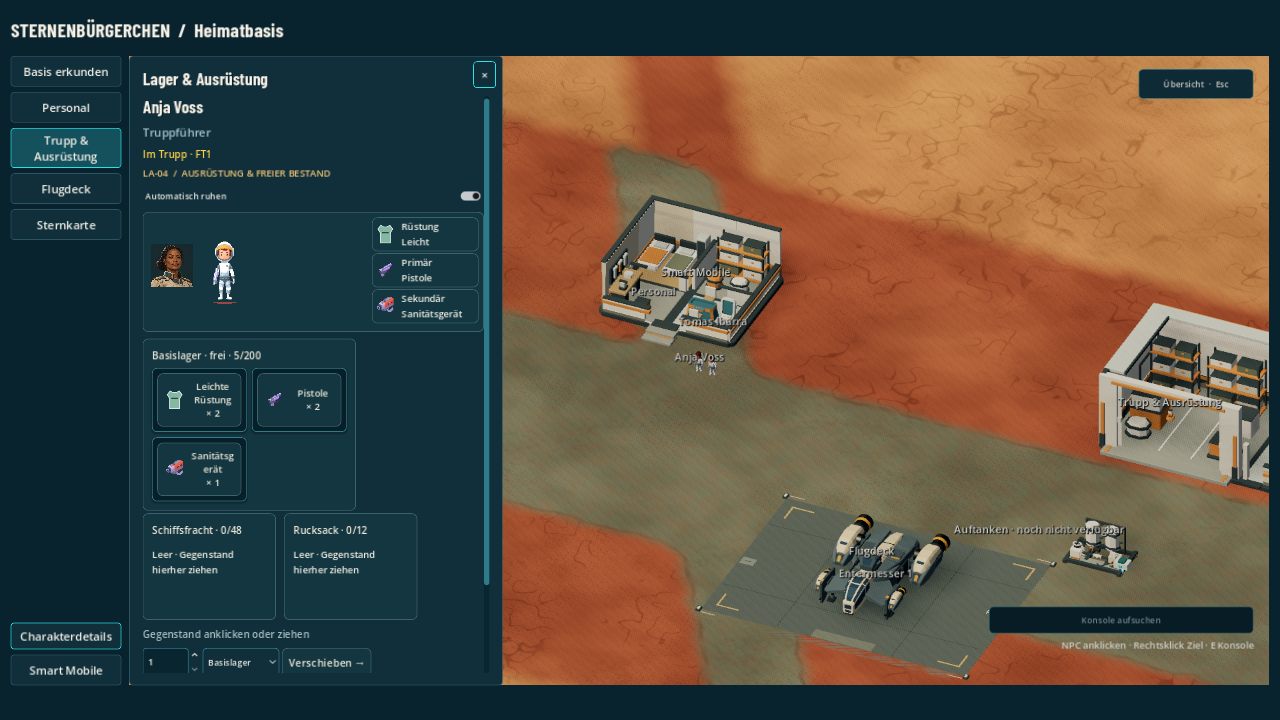 STERNENBÜRGERCHEN / Heimatbasis
Basis erkunden
Personal
Trupp &
Ausrüstung
Flugdeck
Sternkarte
Charakterdetails
Smart Mobile
Lager & Ausrüstung
×
Anja Voss
Truppführer
Im Trupp · FT1
LA-04 / AUSRÜSTUNG & FREIER BESTAND
Automatisch ruhen
Rüstung
Leicht
Primär
Pistole
Sekundär
Sanitätsgerät
Basislager · frei · 5/200
Leichte
Rüstung
× 2
Pistole
× 2
Sanitätsg
erät
× 1
Schiffsfracht · 0/48
Leer · Gegenstand
hierher ziehen
Rucksack · 0/12
Leer · Gegenstand
hierher ziehen
Gegenstand anklicken oder ziehen
1
Basislager
Verschieben →
Übersicht · Esc
Smart Mobile
Personal
Tomas Ibarra
Anja Voss
Trupp & Ausrüstung
Auftanken · noch nicht verfügbar
Flugdeck
Entermesser 1
Konsole aufsuchen
NPC anklicken · Rechtsklick Ziel · E Konsole